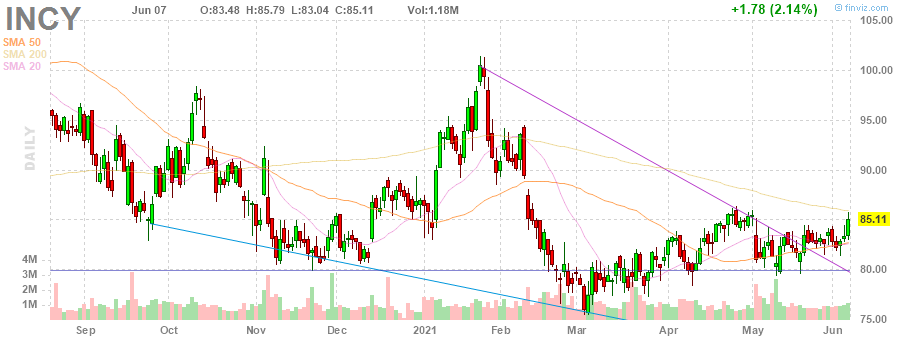 INCY Jun 07 O:83.48 H:85.79 L:83.04 C:85.11 Vol:1.18M +1.78 (2.14%) © finviz.com
SMA 50
SMA 200
SMA 20
DAILY
105.00
100.00
95.00
90.00
85.11
80.00
75.00
4M
3M
2M
1M
Sep Oct Nov Dec 2021 Feb Mar Apr May Jun